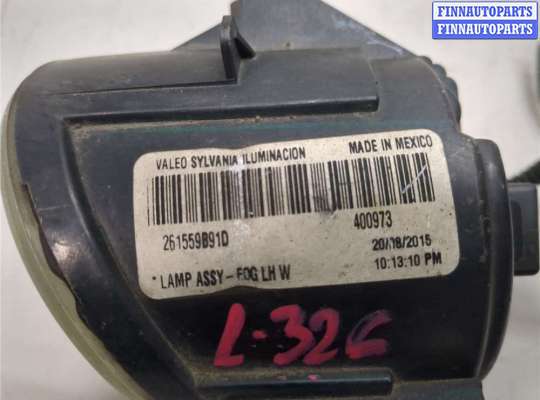 FINNAUTOPARTS
FINNAUTOPARTS
VALEO SYLVANIA ILUMINACION MADE IN MEXICO
261559B91D 400973
20/08/2015
* LAMP ASSY-FOG LH W 10:13:10 PM
L-32C